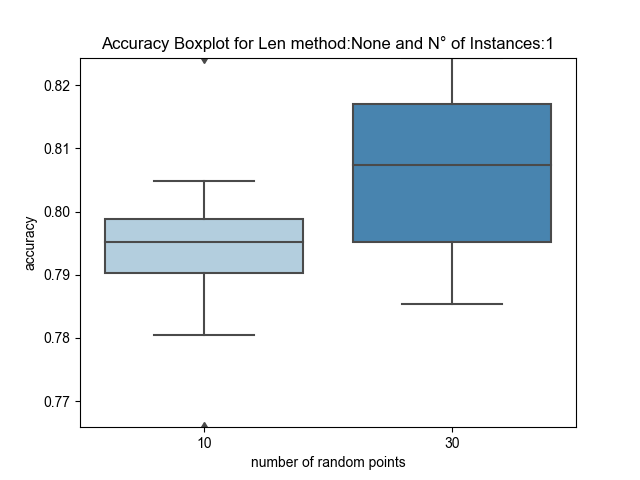 Accuracy Boxplot for Len method:None and N° of Instances:1
0.82
0.81
0.80
0.79
0.78
0.77
accuracy
10 30
number of random points